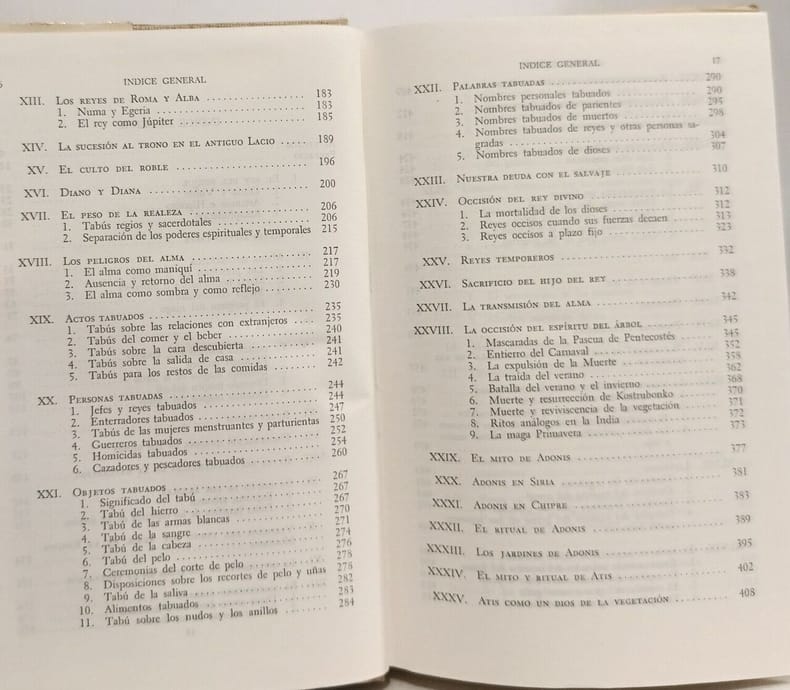 6
INDICE GENERAL
XIII. LOS REYES DE ROMA Y ALBA .................. 183
1. Numa y Egeria .................. 183
2. El rey como Júpiter .................. 185
XIV. LA SUCESIÓN AL TRONO EN EL ANTIGUO LACIO ..... 189
XV. EL CULTO DEL ROBLE .................. 196
XVI. DIANO Y DIANA .................. 200
XVII. EL PESO DE LA REALEZA .................. 206
1. Tabús regios y sacerdotales .................. 206
2. Separación de los poderes espirituales y temporales 215
XVIII. LOS PELIGROS DEL ALMA .................. 217
1. El alma como maniquí .................. 217
2. Ausencia y retorno del alma .................. 219
3. El alma como sombra y como reflejo .................. 230
XIX. ACTOS TABUADOS .................. 235
1. Tabús sobre las relaciones con extranjeros .... 235
2. Tabús del comer y el beber .................. 240
3. Tabús sobre la cara descubierta .................. 241
4. Tabús sobre la salida de casa .................. 241
5. Tabús para los restos de las comidas .................. 242
XX. PERSONAS TABUADAS .................. 244
1. Jefes y reyes tabuados .................. 244
2. Enterradores tabuados .................. 247
3. Tabús de las mujeres menstruantes y parturientas 250
4. Guerreros tabuados .................. 252
5. Homicidas tabuados .................. 254
6. Cazadores y pescadores tabuados .................. 260
XXI. OBJETOS TABUADOS .................. 267
1. Significado del tabú .................. 267
2. Tabú del hierro .................. 267
3. Tabú de las armas blancas .................. 270
4. Tabú de la sangre .................. 271
5. Tabú de la cabeza .................. 274
6. Tabú del pelo .................. 276
7. Ceremonias del corte de pelo .................. 278
8. Disposiciones sobre los recortes de pelo y uñas 278
9. Tabú de la saliva .................. 282
10. Alimentos tabuados .................. 283
11. Tabú sobre los nudos y los anillos .................. 284
INDICE GENERAL 17
XXII. PALABRAS TABUADAS .................. 290
1. Nombres personales tabuados .................. 290
2. Nombres tabuados de parientes .................. 295
3. Nombres tabuados de muertos .................. 298
4. Nombres tabuados de reyes y otras personas sa-
gradas .................. 304
5. Nombres tabuados de dioses .................. 307
XXIII. NUESTRA DEUDA CON EL SALVAJE .................. 310
XXIV. OCCISIÓN DEL REY DIVINO .................. 312
1. La mortalidad de los dioses .................. 312
2. Reyes occisos cuando sus fuerzas decaen .................. 313
3. Reyes occisos a plazo fijo .................. 323
XXV. REYES TEMPOREROS .................. 332
XXVI. SACRIFICIO DEL HIJO DEL REY .................. 338
XXVII. LA TRANSMISIÓN DEL ALMA .................. 342
XXVIII. LA OCCISIÓN DEL ESPÍRITU DEL ÁRBOL .................. 345
1. Mascaradas de la Pascua de Pentecostés .................. 345
2. Entierro del Carnaval .................. 352
3. La expulsión de la Muerte .................. 358
4. La traída del verano .................. 362
5. Batalla del verano y el invierno .................. 368
6. Muerte y resurrección de Kostrubonko .................. 370
7. Muerte y reviviscencia de la vegetación .................. 371
8. Ritos análogos en la India .................. 372
9. La maga Primavera .................. 373
XXIX. EL MITO DE ADONIS .................. 377
XXX. ADONIS EN SIRIA .................. 381
XXXI. ADONIS EN CHIPRE .................. 383
XXXII. EL RITUAL DE ADONIS .................. 389
XXXIII. LOS JARDINES DE ADONIS .................. 395
XXXIV. EL MITO Y RITUAL DE ATIS .................. 402
XXXV. ATIS COMO UN DIOS DE LA VEGETACIÓN .......... 408